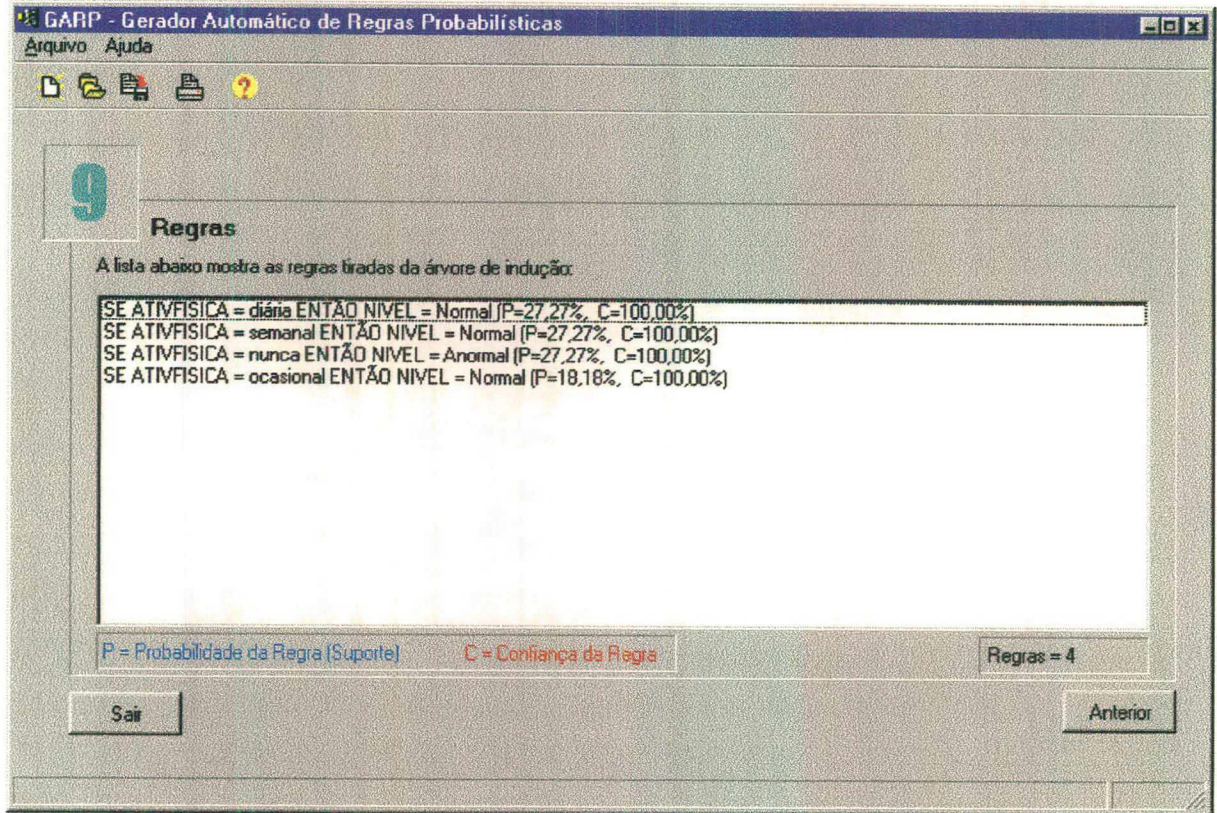 GARP - Gerador Automático de Regras Probabilísticas
Arquivo Ajuda
9
Regras
A lista abaixo mostra as regras tiradas da árvore de indução:
SE ATIVFISICA = diária ENTÃO NIVEL = Normal (P=27,27%, C=100,00%)
SE ATIVFISICA = semanal ENTÃO NIVEL = Normal (P=27,27%, C=100,00%)
SE ATIVFISICA = nunca ENTÃO NIVEL = Anormal (P=27,27%, C=100,00%)
SE ATIVFISICA = ocasional ENTÃO NIVEL = Normal (P=18,18%, C=100,00%)
P = Probabilidade da Regra (Suporte) C = Confiança da Regra Regras = 4
Sair Anterior